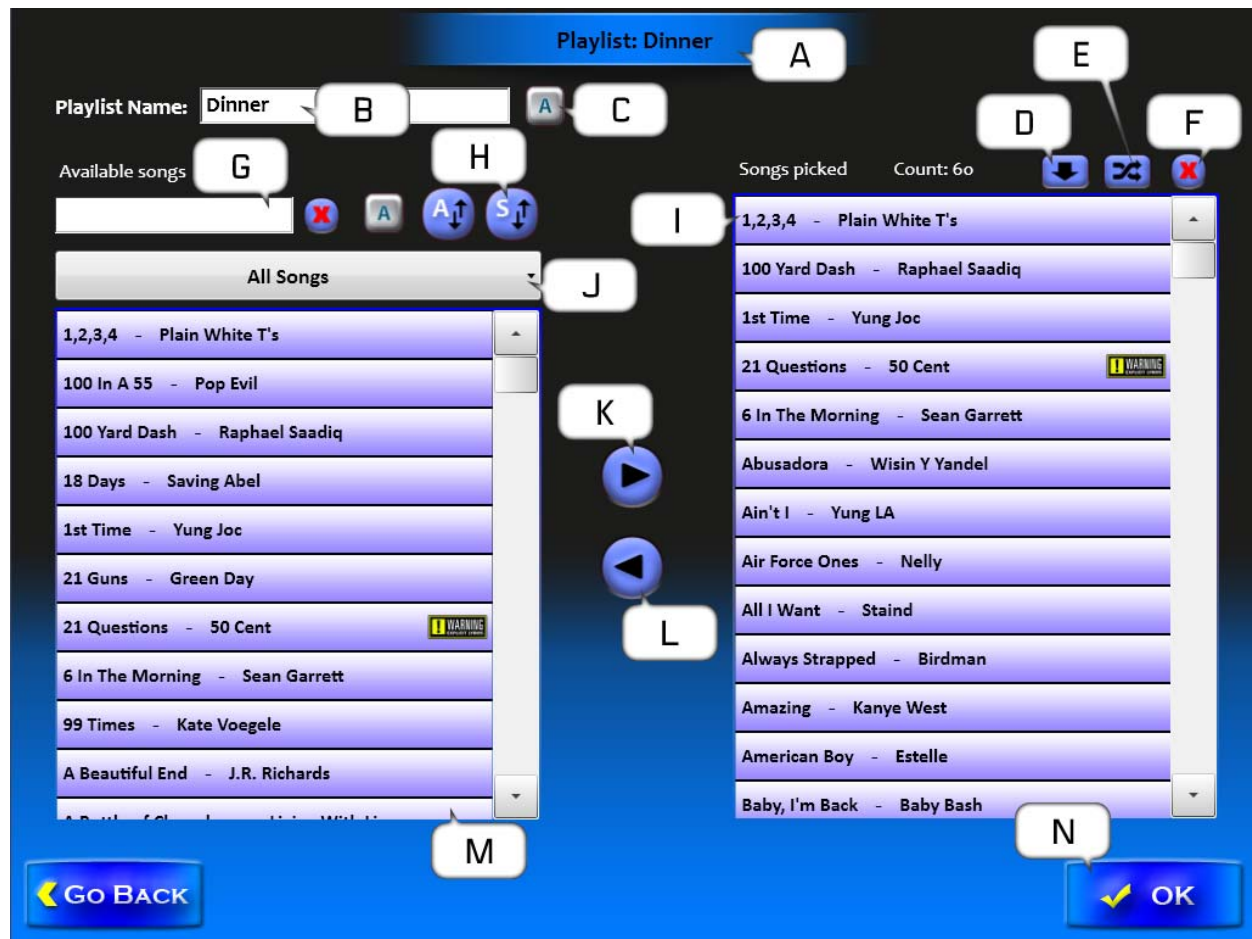 Playlist: Dinner
A
E
Playlist Name: Dinner
B
A
C
D
F
Available songs
G
H
Songs picked Count: 60
X
A
A
S
X
I
All Songs
J
1,2,3,4 - Plain White T's
100 In A 55 - Pop Evil
100 Yard Dash - Raphael Saadiq
18 Days - Saving Abel
1st Time - Yung Joc
21 Guns - Green Day
21 Questions - 50 Cent ! WARNING
6 In The Morning - Sean Garrett
99 Times - Kate Voegele
A Beautiful End - J.R. Richards
M
K
L
1,2,3,4 - Plain White T's
100 Yard Dash - Raphael Saadiq
1st Time - Yung Joc
21 Questions - 50 Cent ! WARNING
6 In The Morning - Sean Garrett
Abusadora - Wisin Y Yandel
Ain't I - Yung LA
Air Force Ones - Nelly
All I Want - Staind
Always Strapped - Birdman
Amazing - Kanye West
American Boy - Estelle
Baby, I'm Back - Baby Bash
N
GO BACK
OK